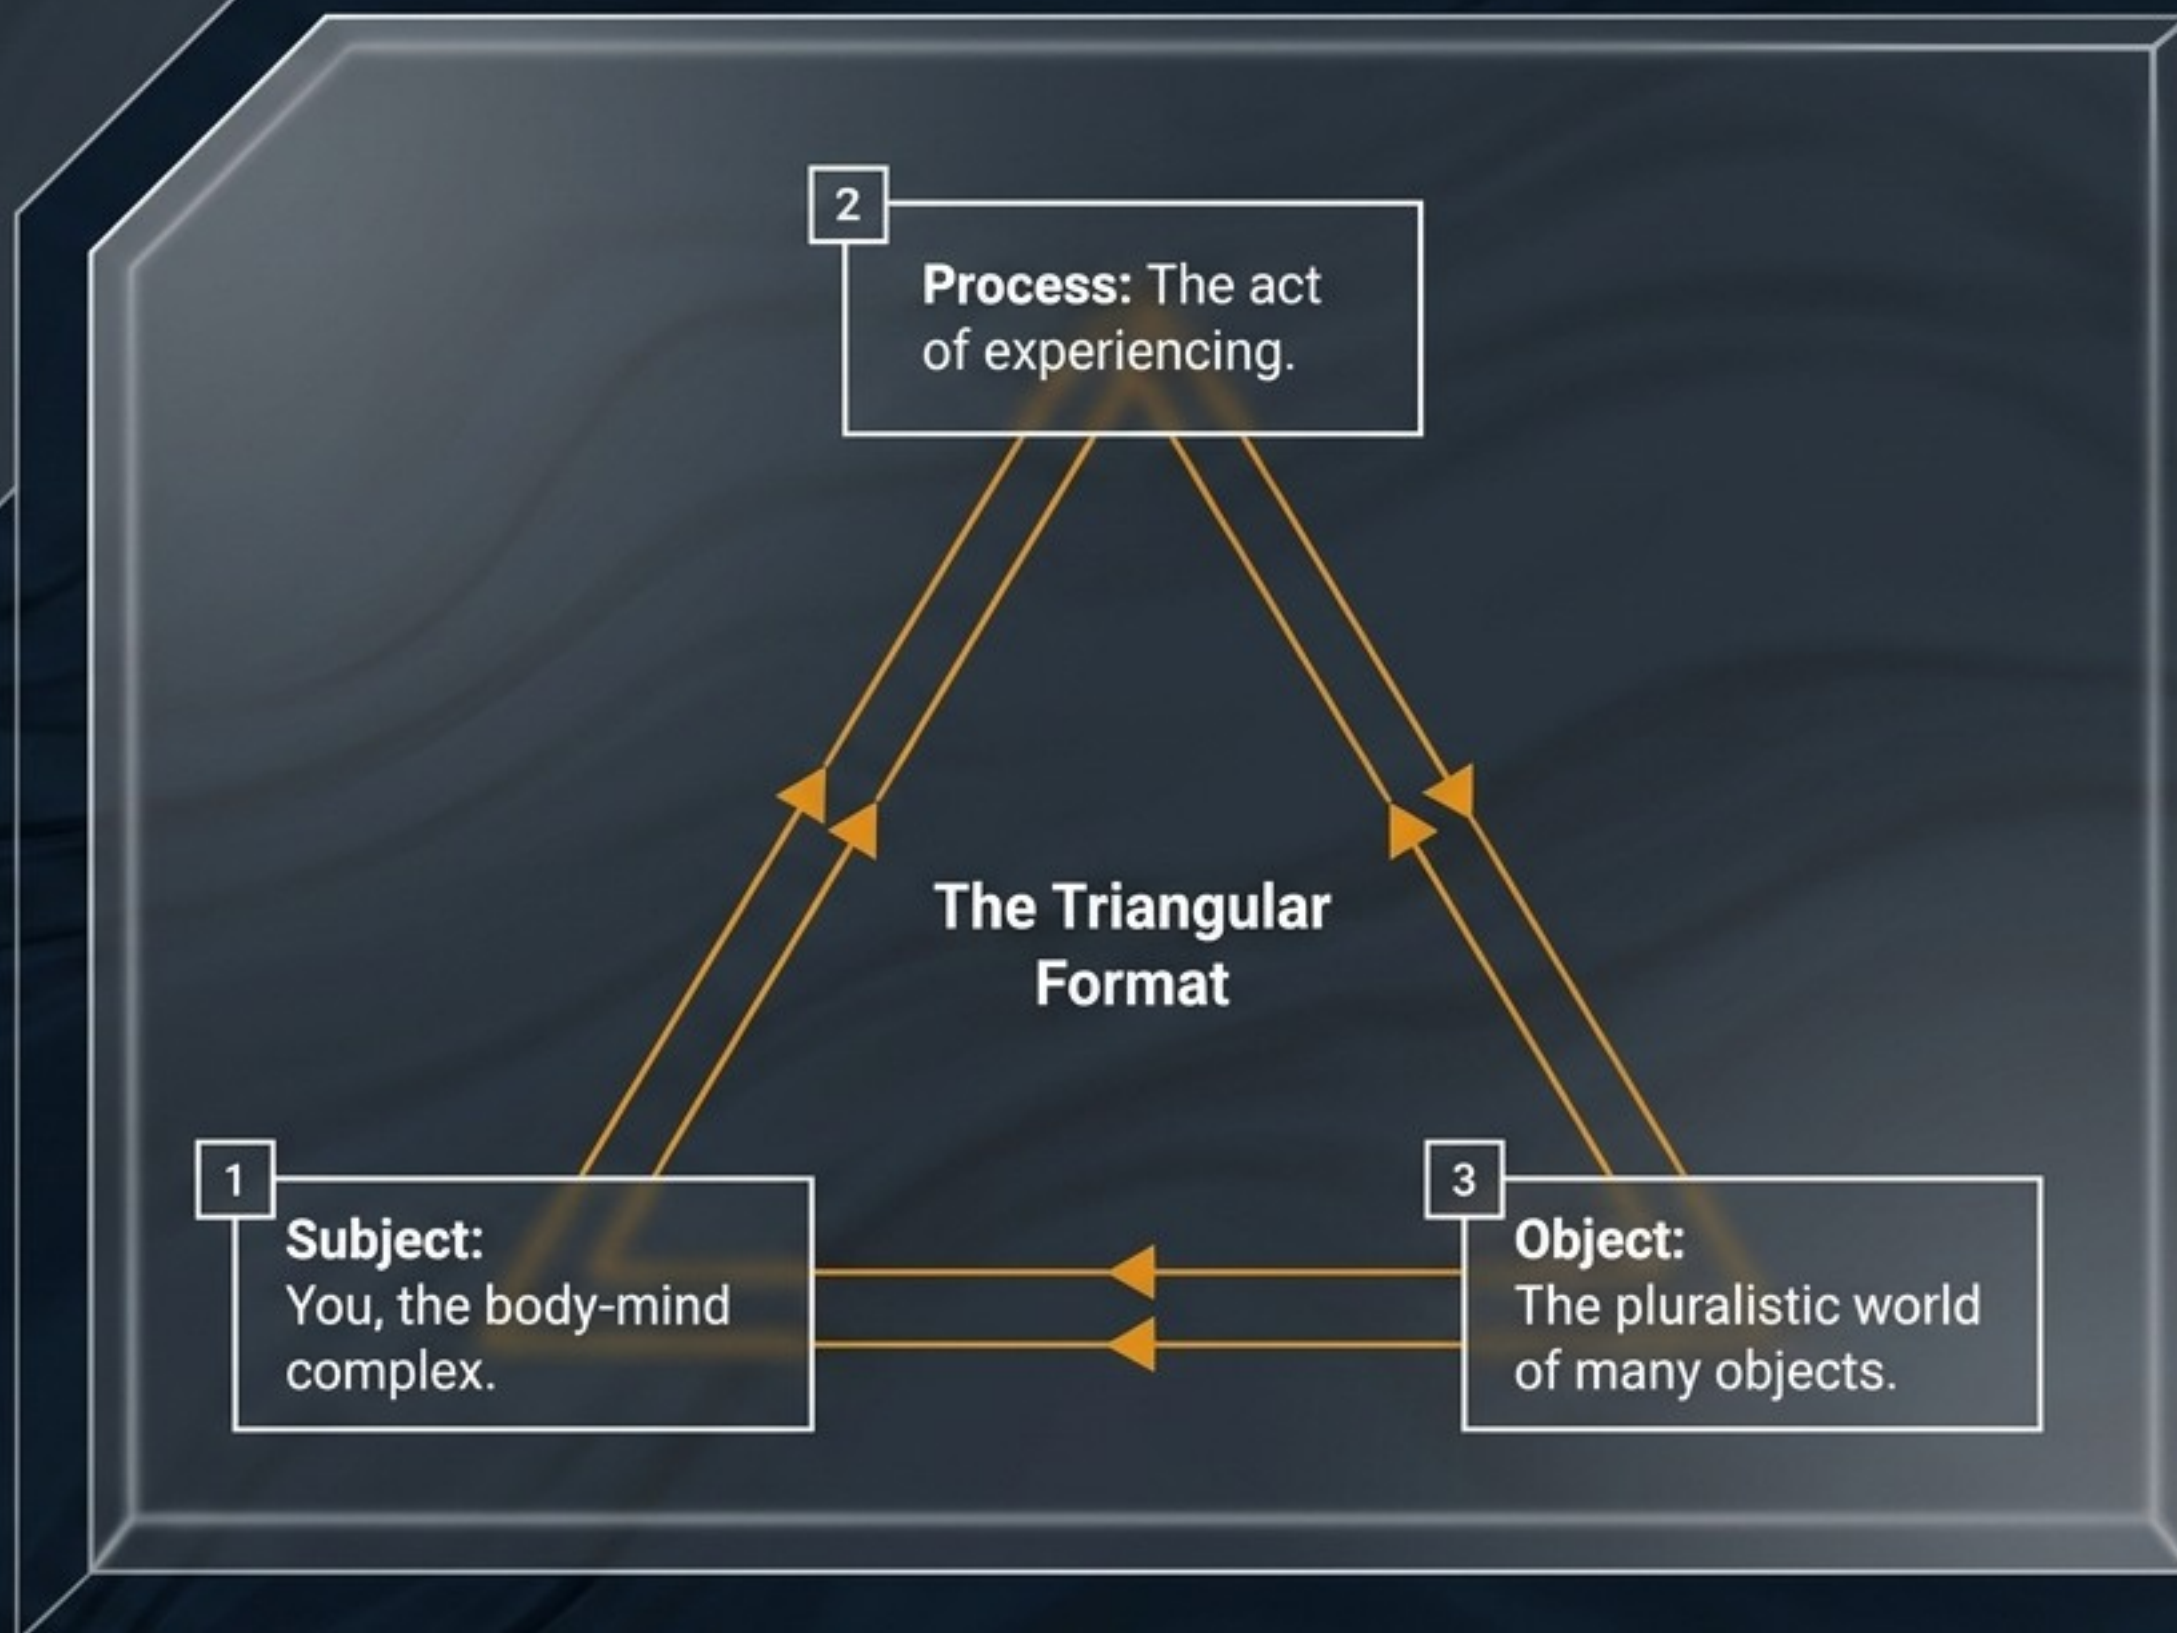 2
Process: The act
of experiencing.
The Triangular
Format
1
Subject:
You, the body-mind
complex.
3
Object:
The pluralistic world
of many objects.